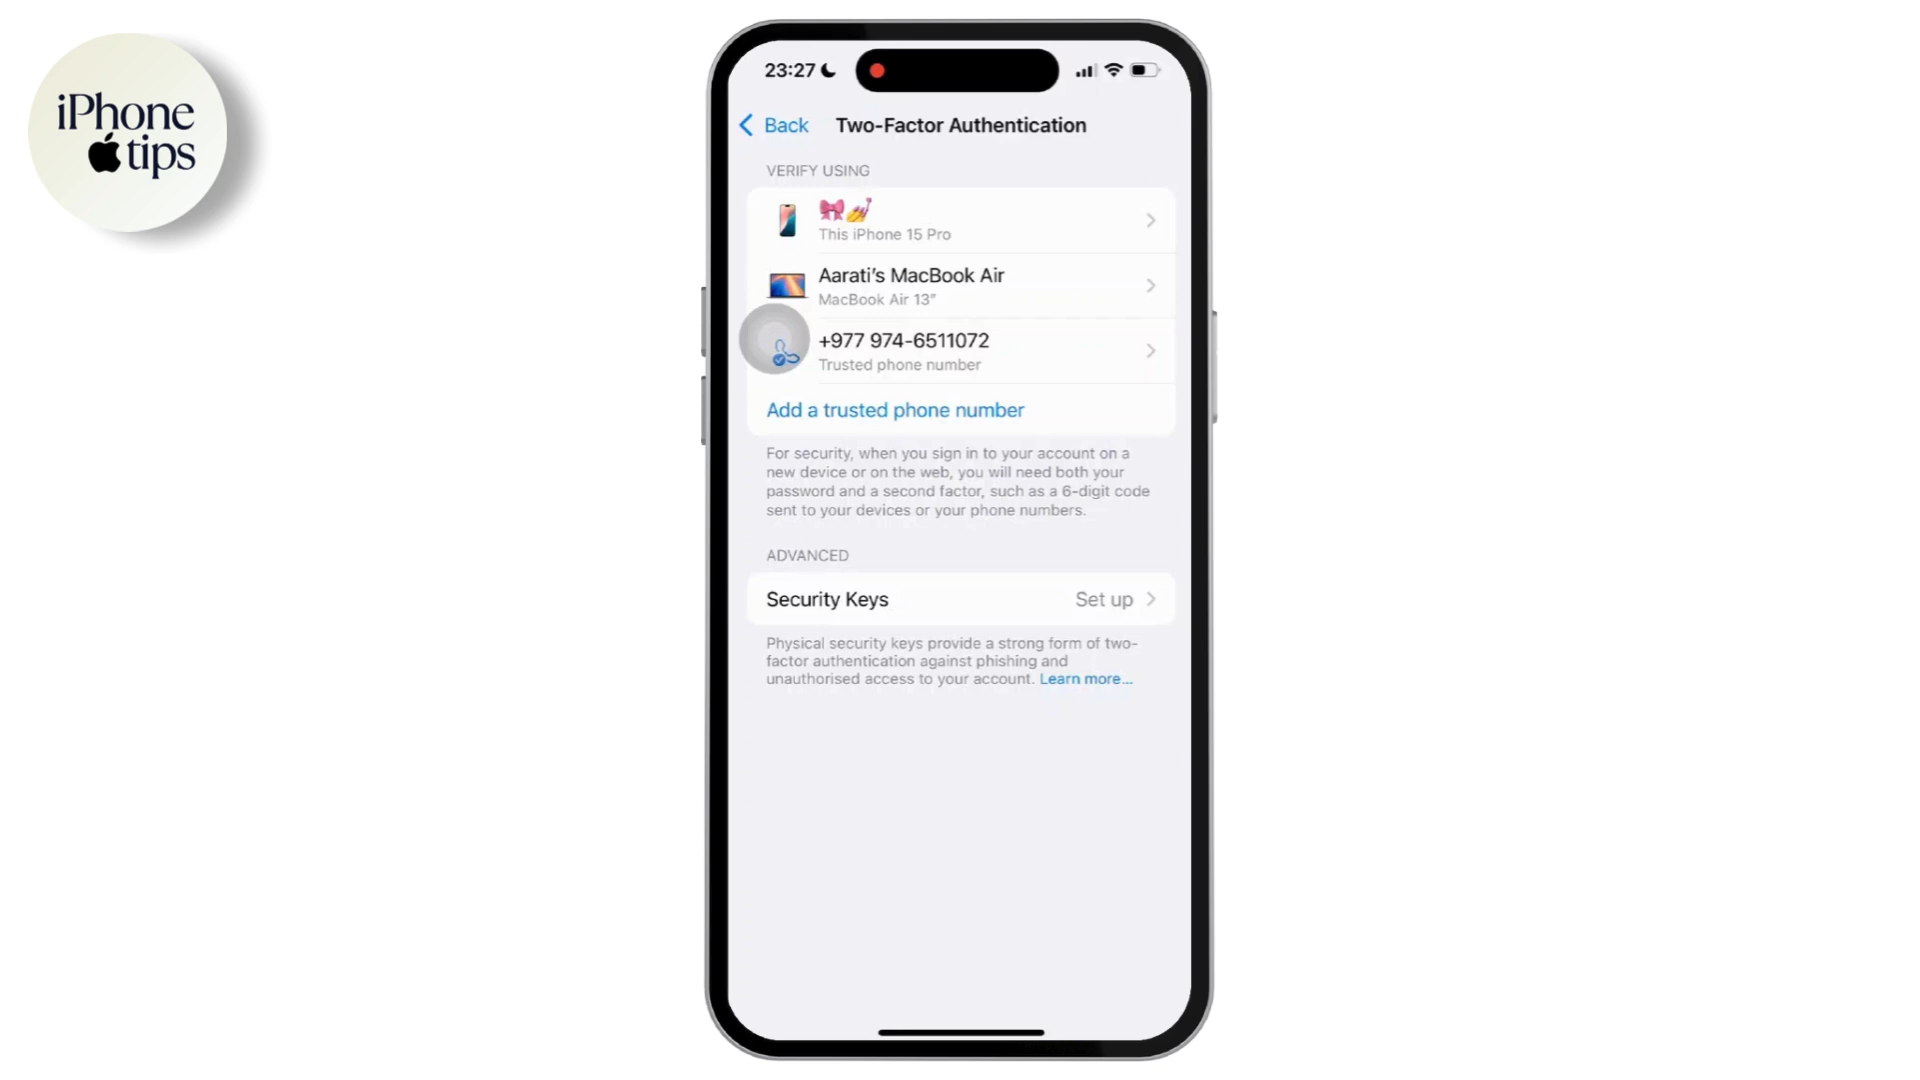 iPhone
tips
23:27
Back
Two-Factor Authentication
VERIFY USING
This iPhone 15 Pro
Aarati's MacBook Air
MacBook Air 13"
+977 974-6511072
Trusted phone number
Add a trusted phone number
For security, when you sign in to your account on a
new device or on the web, you will need both your
password and a second factor, such as a 6-digit code
sent to your devices or your phone numbers.
ADVANCED
Security Keys
Set up
Physical security keys provide a strong form of two-
factor authentication against phishing and
unauthorised access to your account. Learn more...